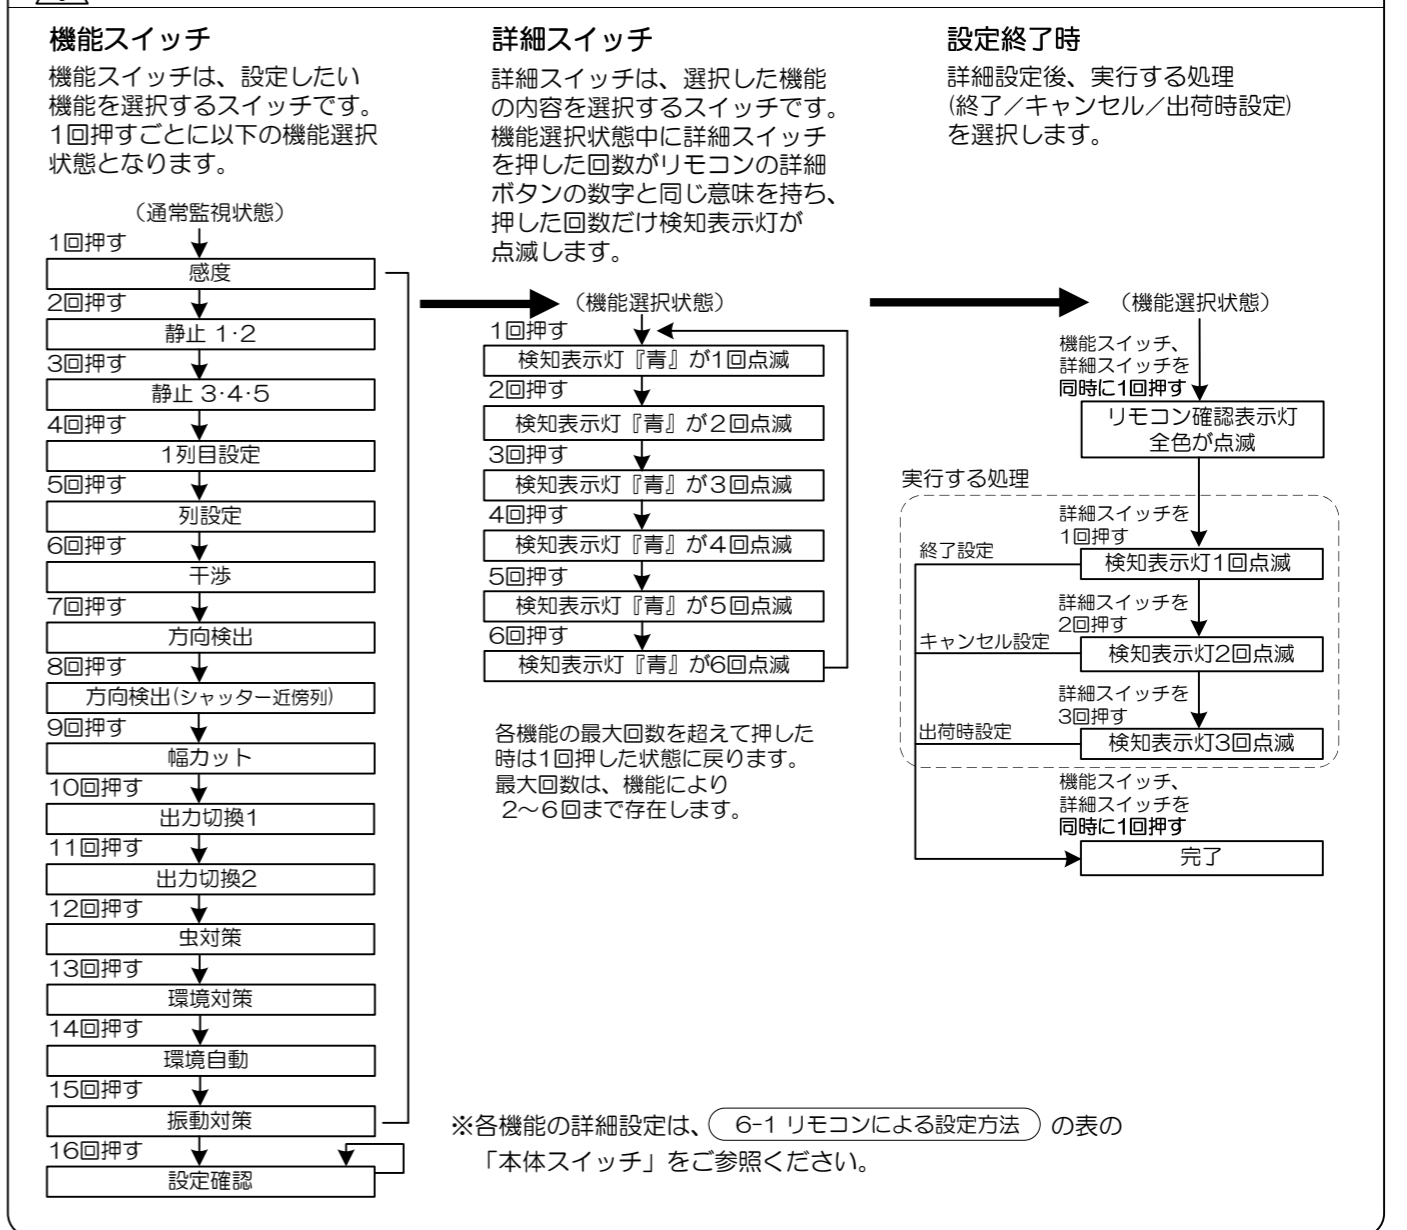 機能スイッチ
機能スイッチは、設定したい
機能を選択するスイッチです。
1回押すごとに以下の機能選択
状態となります。
（通常監視状態）
1回押す
感度
2回押す
静止 1･2
3回押す
静止 3･4･5
4回押す
1列目設定
5回押す
列設定
6回押す
干渉
7回押す
方向検出
8回押す
方向検出(シャッター近傍列)
9回押す
幅カット
10回押す
出力切換1
11回押す
出力切換2
12回押す
虫対策
13回押す
環境対策
14回押す
環境自動
15回押す
振動対策
16回押す
設定確認
詳細スイッチ
詳細スイッチは、選択した機能
の内容を選択するスイッチです。
機能選択状態中に詳細スイッチ
を押した回数がリモコンの詳細
ボタンの数字と同じ意味を持ち、
押した回数だけ検知表示灯が
点滅します。
（機能選択状態）
1回押す
検知表示灯『青』が1回点滅
2回押す
検知表示灯『青』が２回点滅
3回押す
検知表示灯『青』が３回点滅
4回押す
検知表示灯『青』が４回点滅
5回押す
検知表示灯『青』が５回点滅
6回押す
検知表示灯『青』が6回点滅
各機能の最大回数を超えて押した
時は1回押した状態に戻ります。
最大回数は、機能により
2～６回まで存在します。
設定終了時
詳細設定後、実行する処理
(終了／キャンセル／出荷時設定)
を選択します。
（機能選択状態）
機能スイッチ、
詳細スイッチを
同時に1回押す
リモコン確認表示灯
全色が点滅
実行する処理
詳細スイッチを
1回押す
終了設定
検知表示灯1回点滅
詳細スイッチを
2回押す
キャンセル設定
検知表示灯2回点滅
詳細スイッチを
3回押す
出荷時設定
検知表示灯3回点滅
機能スイッチ、
詳細スイッチを
同時に1回押す
完了
※各機能の詳細設定は、 6-1 リモコンによる設定方法 の表の
「本体スイッチ」をご参照ください。